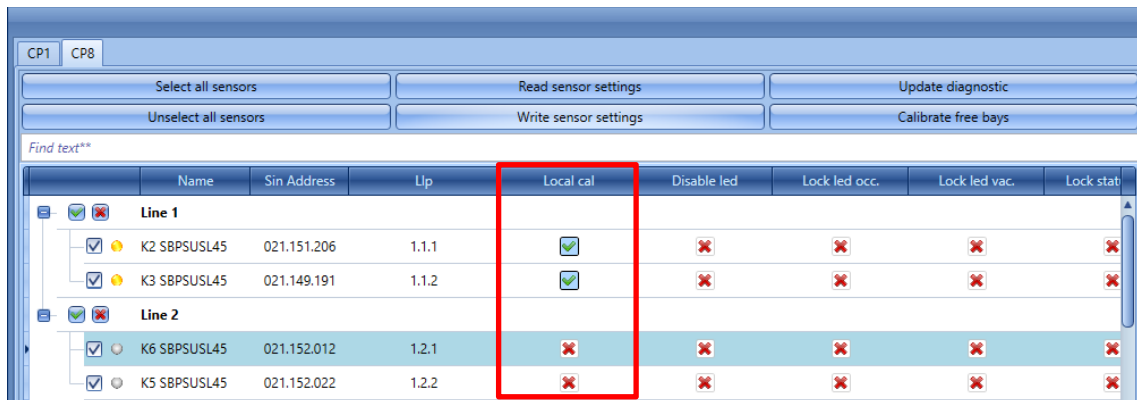 CP1 CP8
Select all sensors Read sensor settings Update diagnostic
Unselect all sensors Write sensor settings Calibrate free bays
Find text**
Name Sin Address Llp Local cal Disable led Lock led occ. Lock led vac. Lock stat
Line 1
K2 SBPSUSL45 021.151.206 1.1.1
K3 SBPSUSL45 021.149.191 1.1.2
Line 2
K6 SBPSUSL45 021.152.012 1.2.1
K5 SBPSUSL45 021.152.022 1.2.2